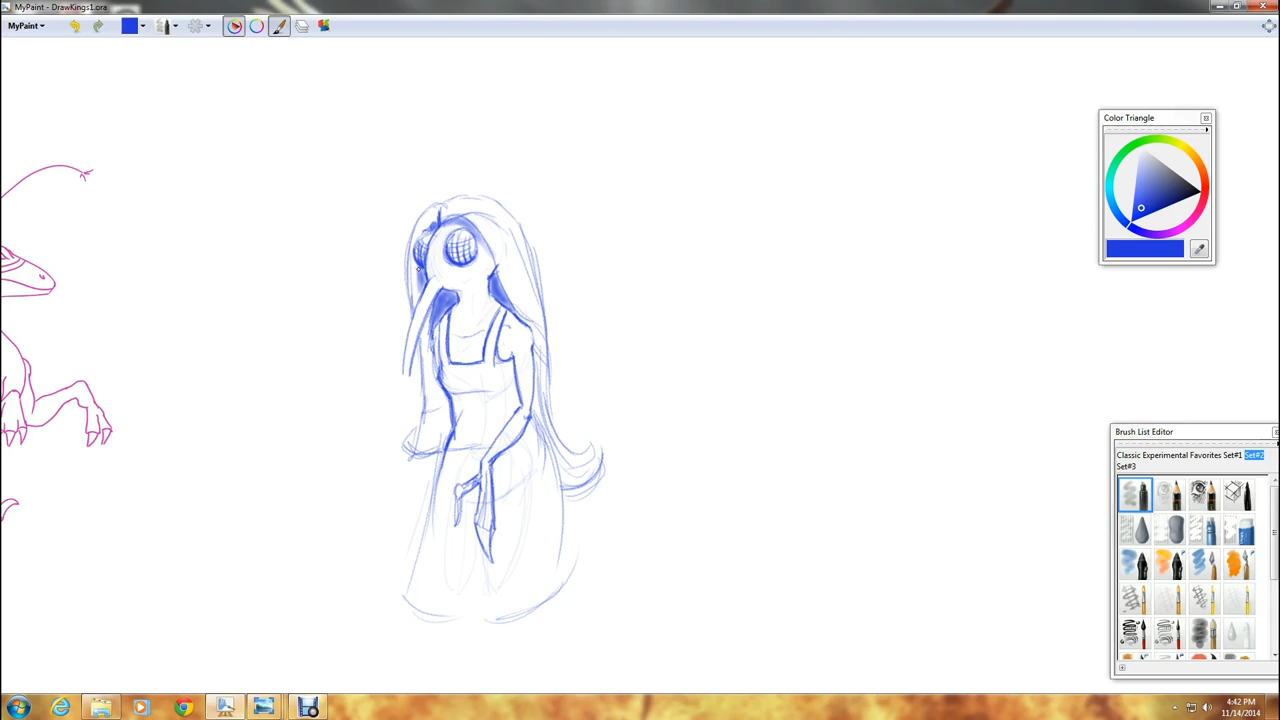 MyPaint - DrawKings1.ora
MyPaint
Color Triangle
Brush List Editor
Classic Experimental Favorites Set#1 Set#2
Set#3
4:42 PM
11/14/2014